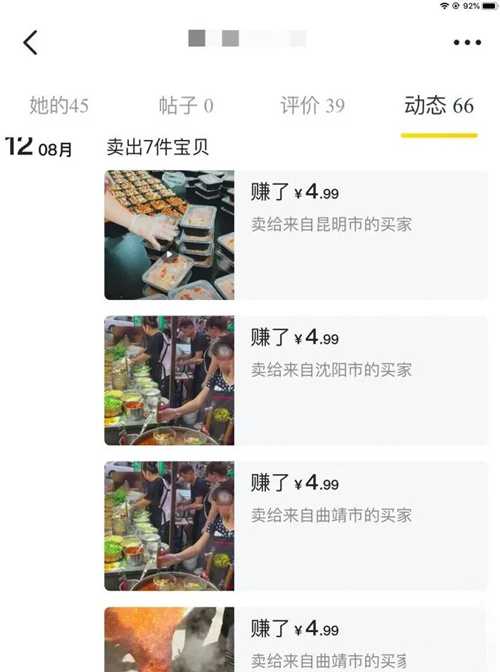 92%
她的45
帖子 0
评价 39
动态 66
12 08月
卖出7件宝贝
赚了 ¥4.99
卖给来自昆明市的买家
赚了 ¥4.99
卖给来自沈阳市的买家
赚了 ¥4.99
卖给来自曲靖市的买家
赚了 ¥4.99
卖给来自哈尔滨市的买家